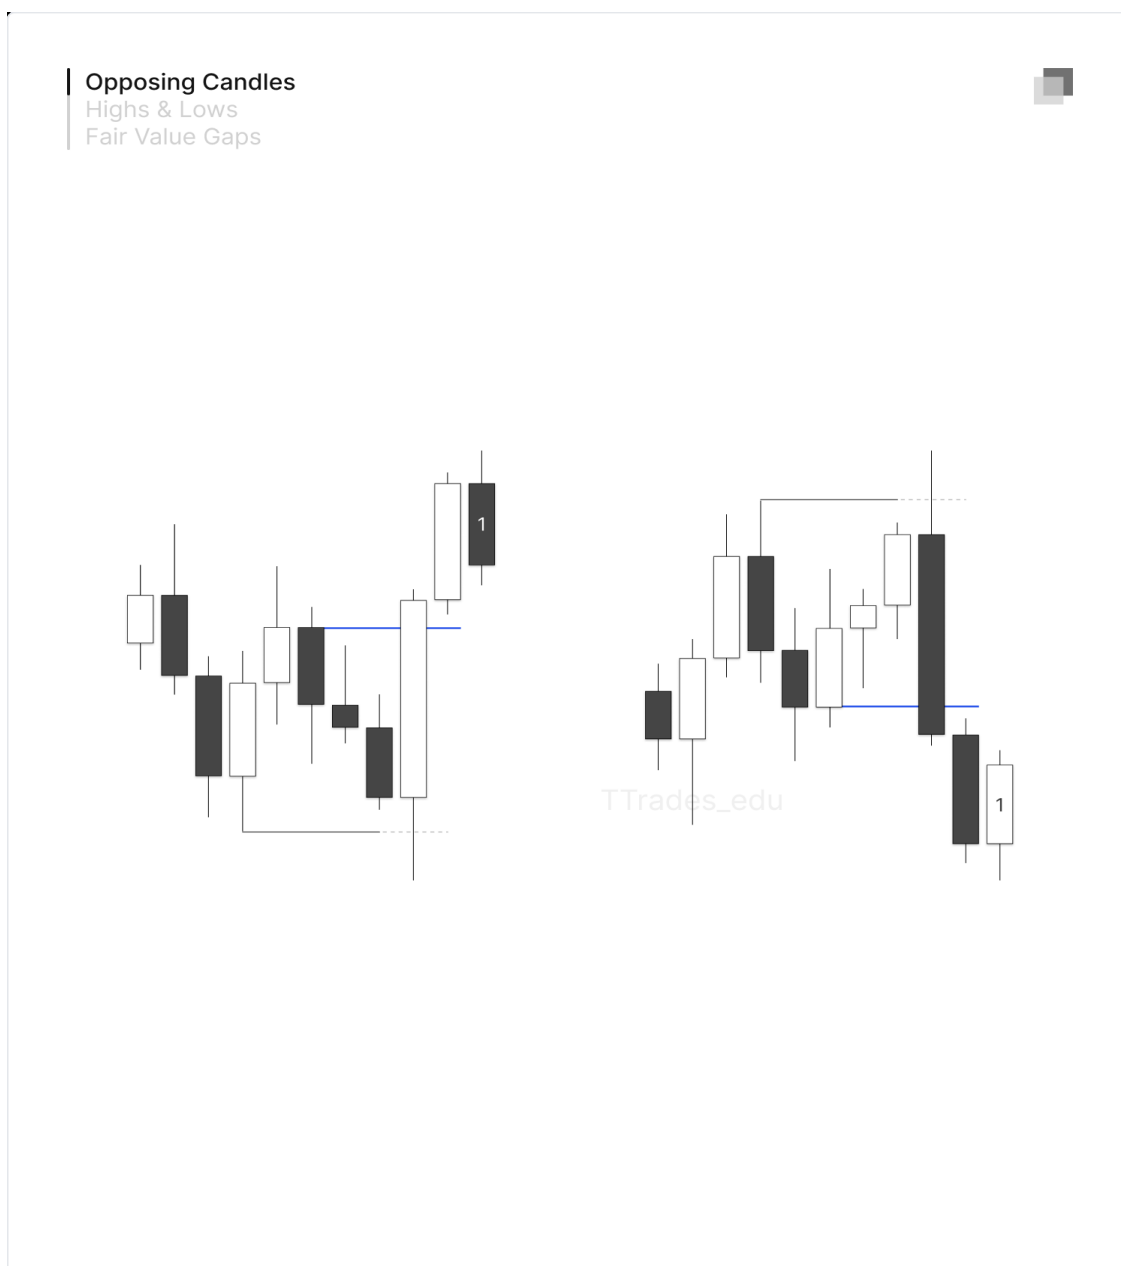 Opposing Candles
Highs & Lows
Fair Value Gaps
1
TTrades_edu
1